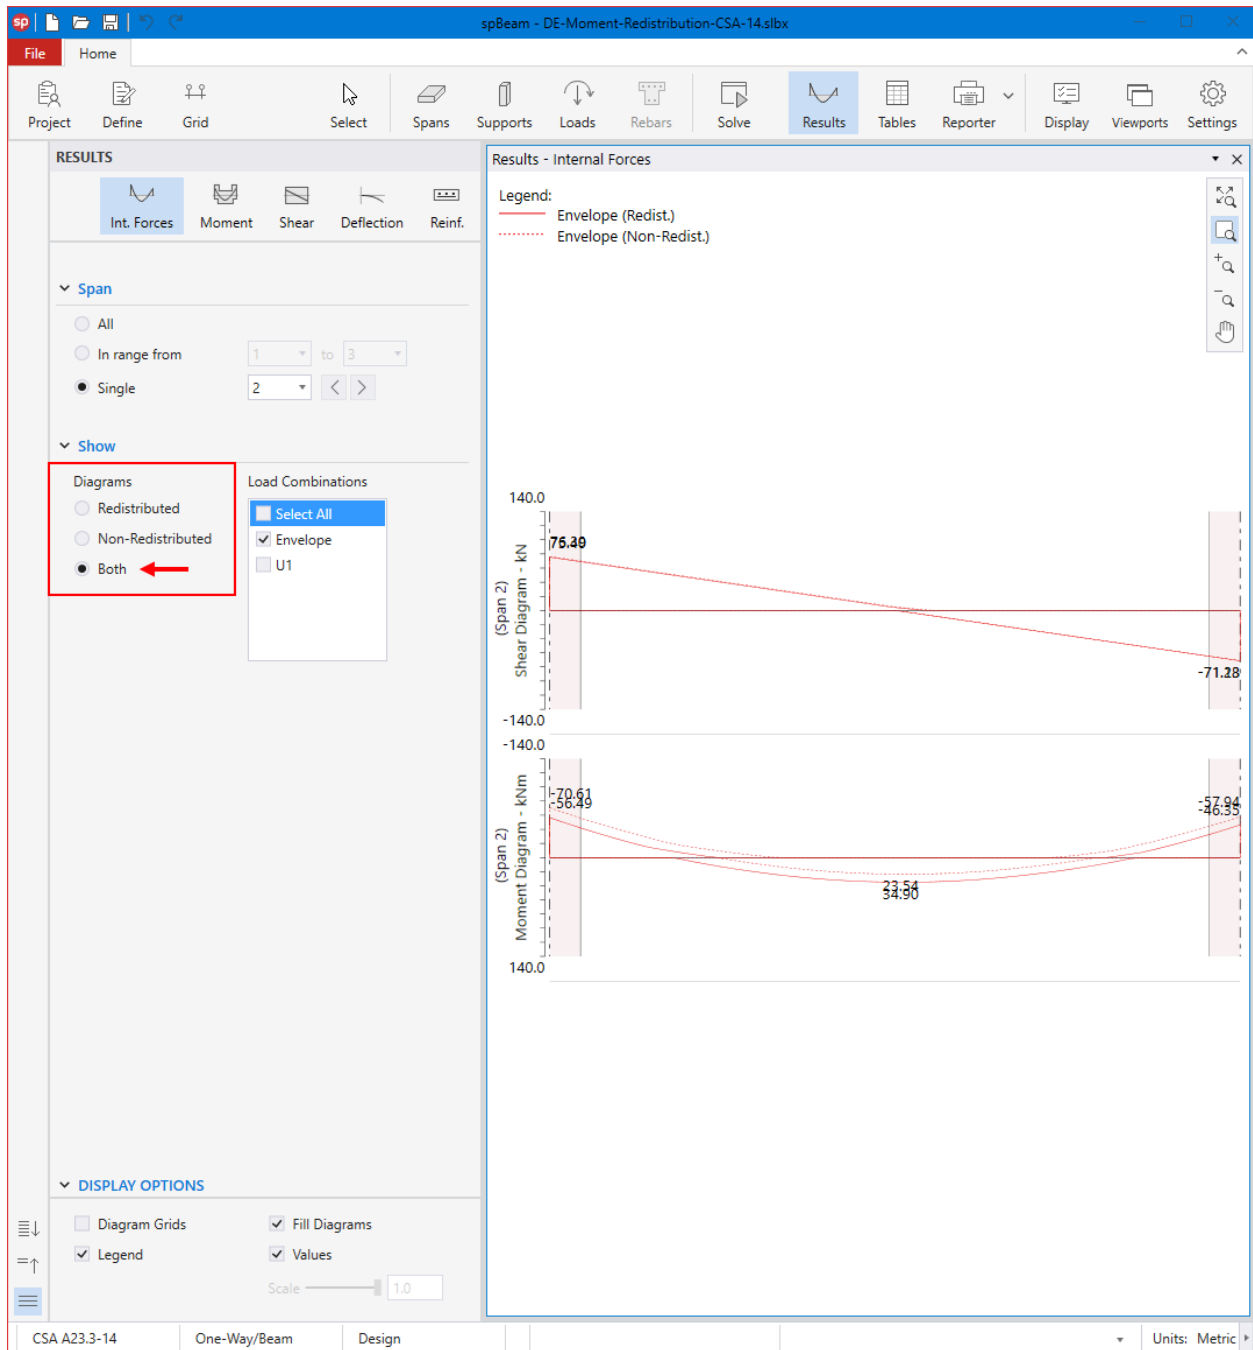 sp
spBeam - DE-Moment-Redistribution-CSA-14.slbx
File Home
Project Define Grid Select Spans Supports Loads Rebars Solve Results Tables Reporter Display Viewports Settings
RESULTS
Int. Forces Moment Shear Deflection Reinf.
Span
All
In range from 1 to 3
Single 2
Show
Diagrams
Redistributed
Non-Redistributed
Both
Load Combinations
Select All
Envelope
U1
DISPLAY OPTIONS
Diagram Grids Fill Diagrams
Legend Values
Scale 1.0
Results - Internal Forces
Legend:
Envelope (Redist.)
Envelope (Non-Redist.)
140.0
(Span 2)
Shear Diagram - kN
-140.0
-140.0
-70.61
-56.49
-57.94
-46.35
(Span 2)
Moment Diagram - kNm
23.54
34.90
140.0
CSA A23.3-14 One-Way/Beam Design Units: Metric